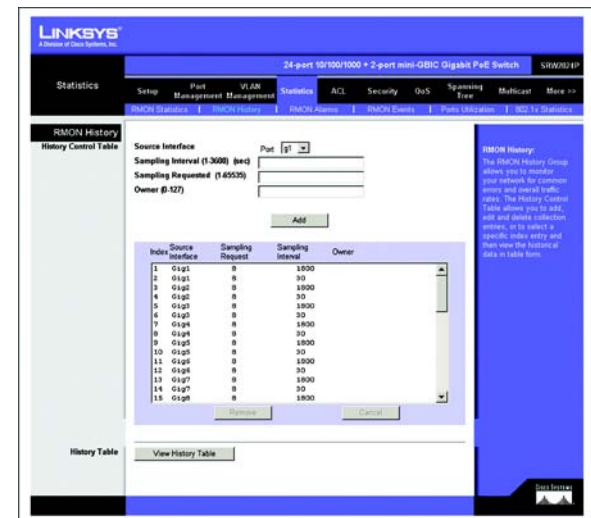 LINKSYS®
A Division of Cisco Systems, Inc.
24-port 10/100/1000 + 2-port mini-GBIC Gigabit PoE Switch SRW2024P
Statistics
Setup Port Management VLAN Management Statistics ACL Security QoS Spanning Tree Multicast More >>
RMON Statistics | RMON History | RMON Alarms | RMON Events | Ports Utilization | 802.1x Statistics
RMON History
History Control Table
Source Interface Port g1
Sampling Interval (1-3600) (sec)
Sampling Requested (1-65535)
Owner (0-127)
Add
Index Source Interface Sampling Request Sampling Interval Owner
1 Gig1 8 1800
2 Gig1 8 30
3 Gig2 8 1800
4 Gig2 8 30
5 Gig3 8 1800
6 Gig3 8 30
7 Gig4 8 1800
8 Gig4 8 30
9 Gig5 8 1800
10 Gig5 8 30
11 Gig6 8 1800
12 Gig6 8 30
13 Gig7 8 1800
14 Gig7 8 30
15 Gig8 8 1800
Remove Cancel
History Table
View History Table
RMON History:
The RMON History Group
allows you to monitor
your network for common
errors and overall traffic
rates. The History Control
Table allows you to add,
edit and delete collection
entries, or to select a
specific index entry and
then view the historical
data in table form.
Cisco Systems